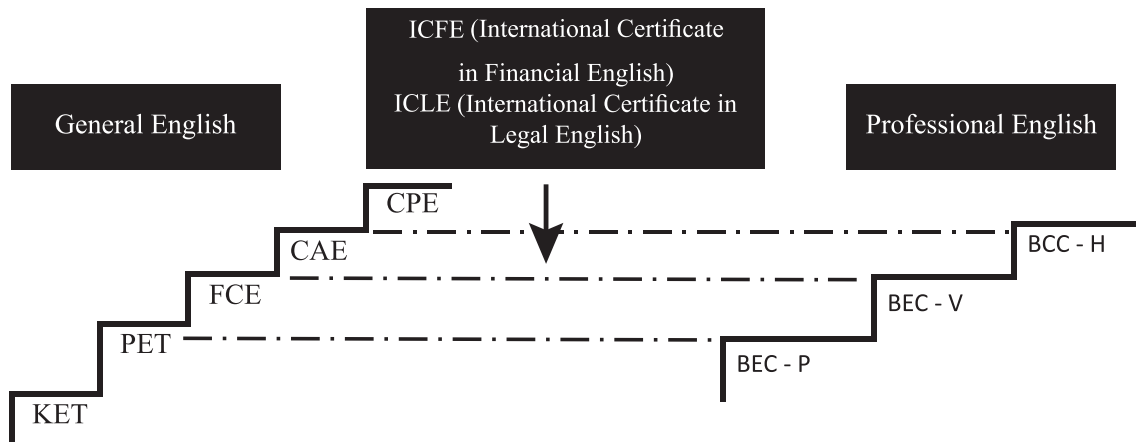 ICFE (International Certificate
in Financial English)
ICLE (International Certificate in
Legal English)
General English
Professional English
CPE
CAE
FCE
PET
KET
BCC - H
BEC - V
BEC - P